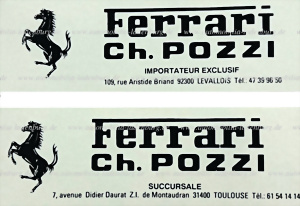 Ferrari
Ch. POZZI
IMPORTATEUR EXCLUSIF
109, rue Aristide Briand 92300 LEVALLOIS Tél.: 47 39 96 50
Ferrari
Ch. POZZI
SUCCURSALE
7, avenue Didier Daurat Z.I. de Montaudran 31400 TOULOUSE Tél.: 61 54 14 14